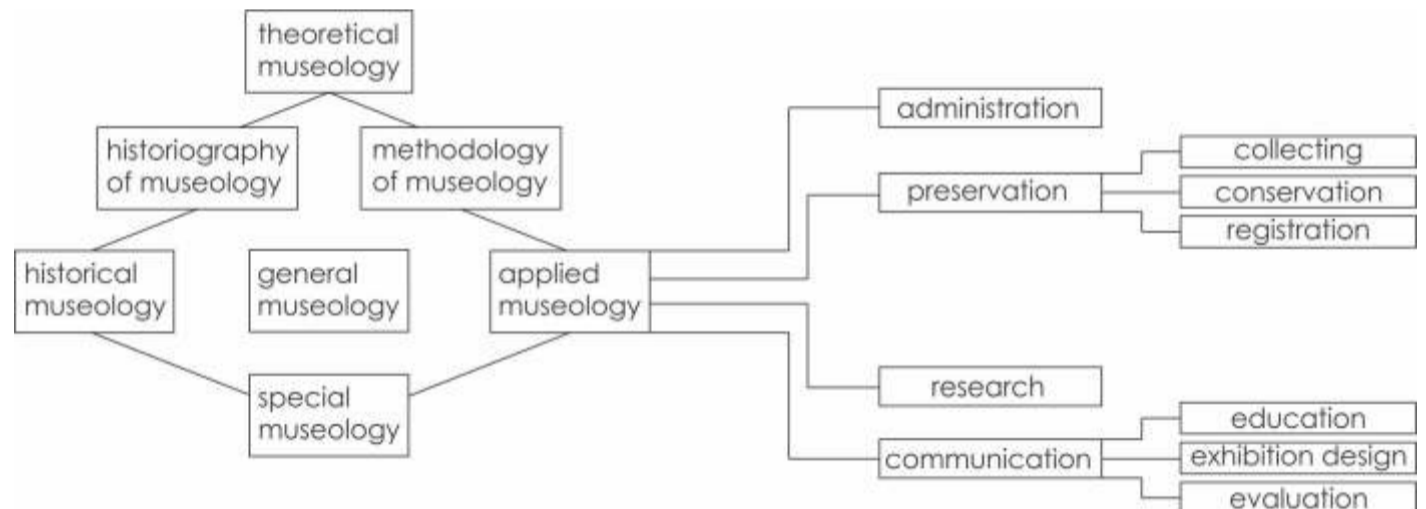 theoretical
museology
historiography
of museology
methodology
of museology
historical
museology
general
museology
applied
museology
special
museology
administration
preservation
collecting
conservation
registration
research
communication
education
exhibition design
evaluation